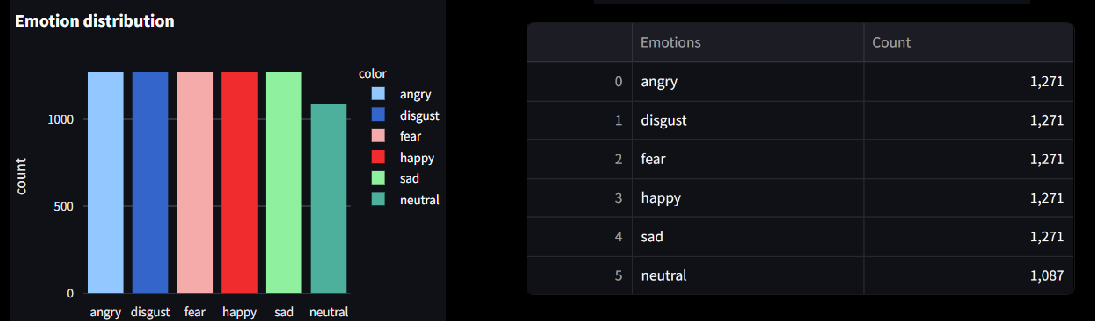 Emotion distribution
color
angry
disgust
fear
happy
sad
neutral
1000
500
0
count
angry disgust fear happy sad neutral
Emotions Count
0 angry 1,271
1 disgust 1,271
2 fear 1,271
3 happy 1,271
4 sad 1,271
5 neutral 1,087